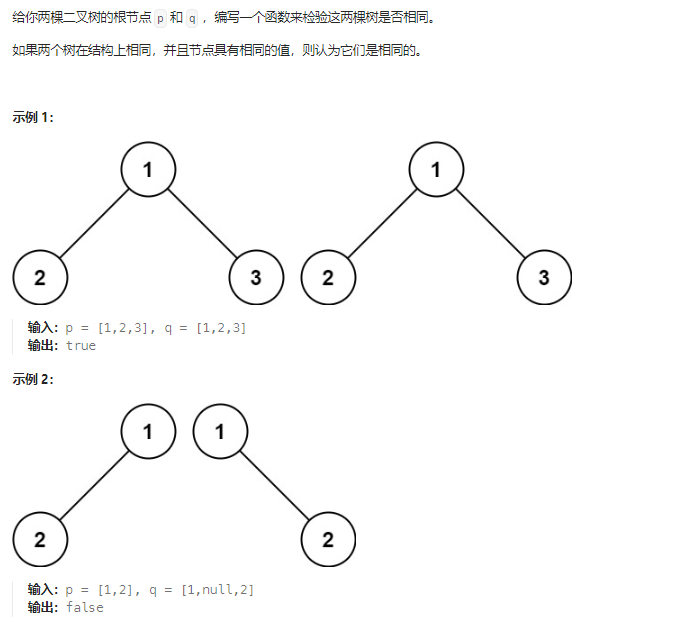 给你两棵二叉树的根节点 p 和 q ，编写一个函数来检验这两棵树是否相同。
如果两个树在结构上相同，并且节点具有相同的值，则认为它们是相同的。
示例 1：
1
1
2
3
2
3
输入：p = [1,2,3], q = [1,2,3]
输出：true
示例 2：
1
1
2
2
输入：p = [1,2], q = [1,null,2]
输出：false